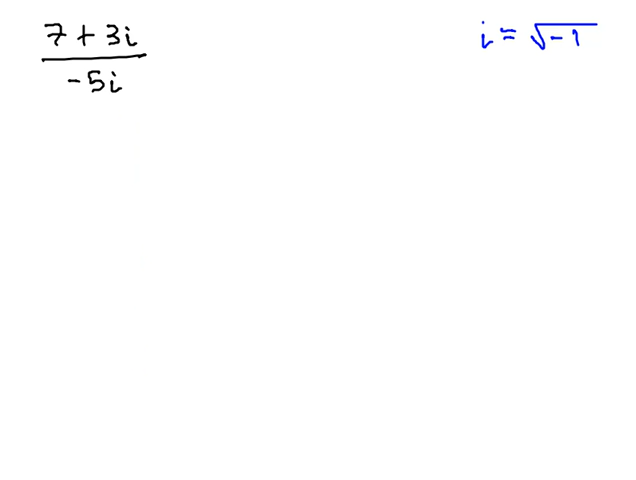 7 + 3i
-5i
i = √-1